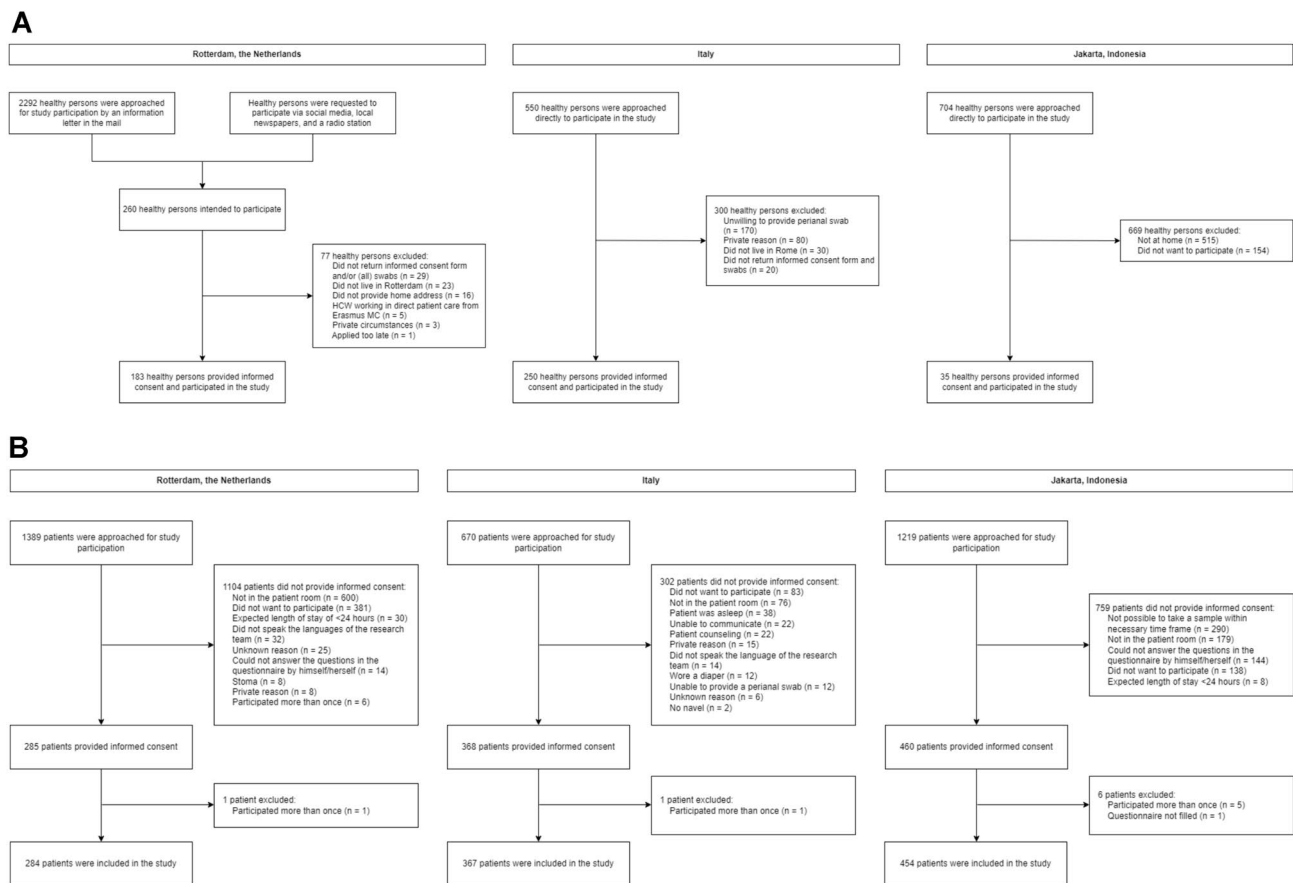 A
Rotterdam, the Netherlands
Italy
Jakarta, Indonesia
2292 healthy persons were approached
for study participation by an information
letter in the mail
Healthy persons were requested to
participate via social media, local
newspapers, and a radio station
550 healthy persons were approached
directly to participate in the study
704 healthy persons were approached
directly to participate in the study
260 healthy persons intended to participate
77 healthy persons excluded:
Did not return informed consent form
and/or (all) swabs (n = 29)
Did not live in Rotterdam (n = 23)
Did not provide home address (n = 16)
HCW working in direct patient care from
Erasmus MC (n = 5)
Private circumstances (n = 3)
Applied too late (n = 1)
300 healthy persons excluded:
Unwilling to provide perianal swab
(n = 170)
Private reason (n = 80)
Did not live in Rome (n = 30)
Did not return informed consent form and
swabs (n = 20)
669 healthy persons excluded:
Not at home (n = 515)
Did not want to participate (n = 154)
183 healthy persons provided informed
consent and participated in the study
250 healthy persons provided informed
consent and participated in the study
35 healthy persons provided informed
consent and participated in the study
B
Rotterdam, the Netherlands
Italy
Jakarta, Indonesia
1389 patients were approached for study
participation
670 patients were approached for study
participation
1219 patients were approached for study
participation
1104 patients did not provide informed consent:
Not in the patient room (n = 600)
Did not want to participate (n = 381)
Expected length of stay of <24 hours (n = 30)
Did not speak the languages of the research
team (n = 32)
Unknown reason (n = 25)
Could not answer the questions in the
questionnaire by himself/herself (n = 14)
Stoma (n = 8)
Private reason (n = 8)
Participated more than once (n = 6)
302 patients did not provide informed consent:
Did not want to participate (n = 83)
Not in the patient room (n = 76)
Patient was asleep (n = 38)
Unable to communicate (n = 22)
Patient counseling (n = 22)
Private reason (n = 15)
Did not speak the language of the research
team (n = 14)
Wore a diaper (n = 12)
Unable to provide a perianal swab (n = 12)
Unknown reason (n = 6)
No navel (n = 2)
759 patients did not provide informed consent:
Not possible to take a sample within
necessary time frame (n = 290)
Not in the patient room (n = 179)
Could not answer the questions in the
questionnaire by himself/herself (n = 144)
Did not want to participate (n = 138)
Expected length of stay <24 hours (n = 8)
285 patients provided informed consent
368 patients provided informed consent
460 patients provided informed consent
1 patient excluded:
Participated more than once (n = 1)
1 patient excluded:
Participated more than once (n = 1)
6 patients excluded:
Participated more than once (n = 5)
Questionnaire not filled (n = 1)
284 patients were included in the study
367 patients were included in the study
454 patients were included in the study